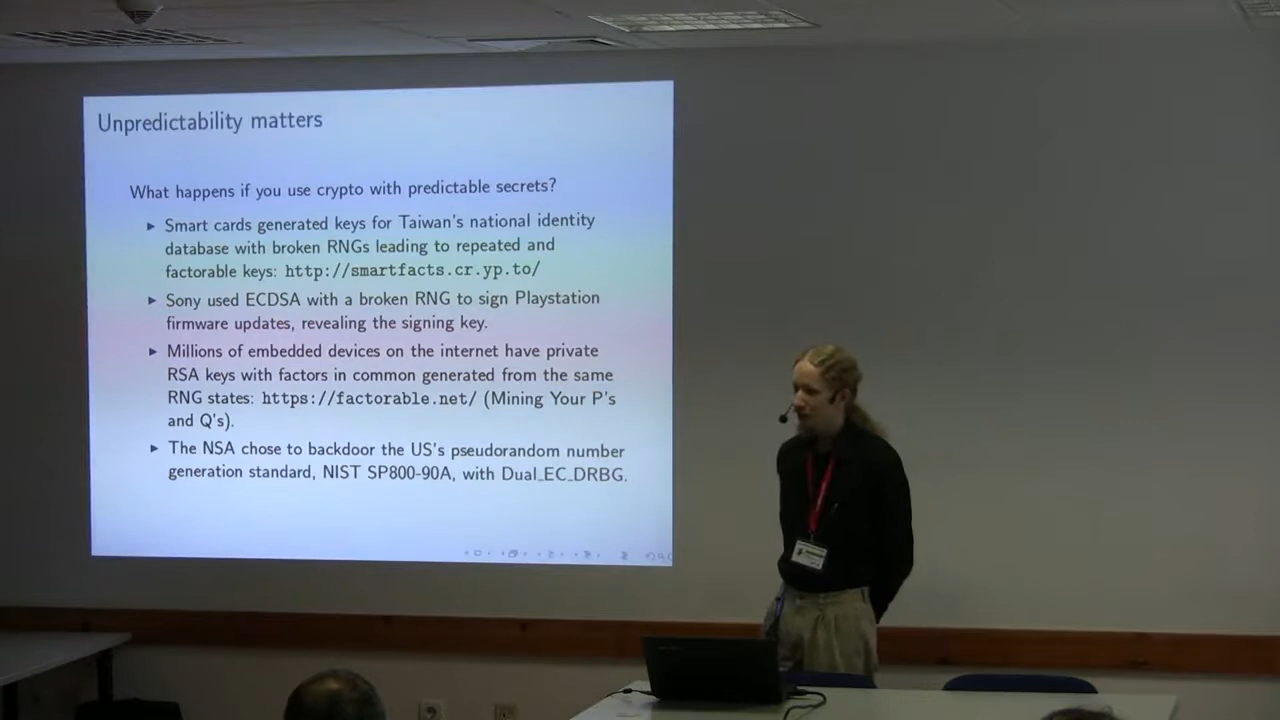 Unpredictability matters
What happens if you use crypto with predictable secrets?
▶ Smart cards generated keys for Taiwan's national identity
database with broken RNGs leading to repeated and
factorable keys: http://smartfacts.cr.yp.to/
▶ Sony used ECDSA with a broken RNG to sign Playstation
firmware updates, revealing the signing key.
▶ Millions of embedded devices on the internet have private
RSA keys with factors in common generated from the same
RNG states: https://factorable.net/ (Mining Your P's
and Q's).
▶ The NSA chose to backdoor the US's pseudorandom number
generation standard, NIST SP800-90A, with Dual_EC_DRBG.